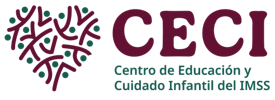 CECI
Centro de Educación y
Cuidado Infantil del IMSS